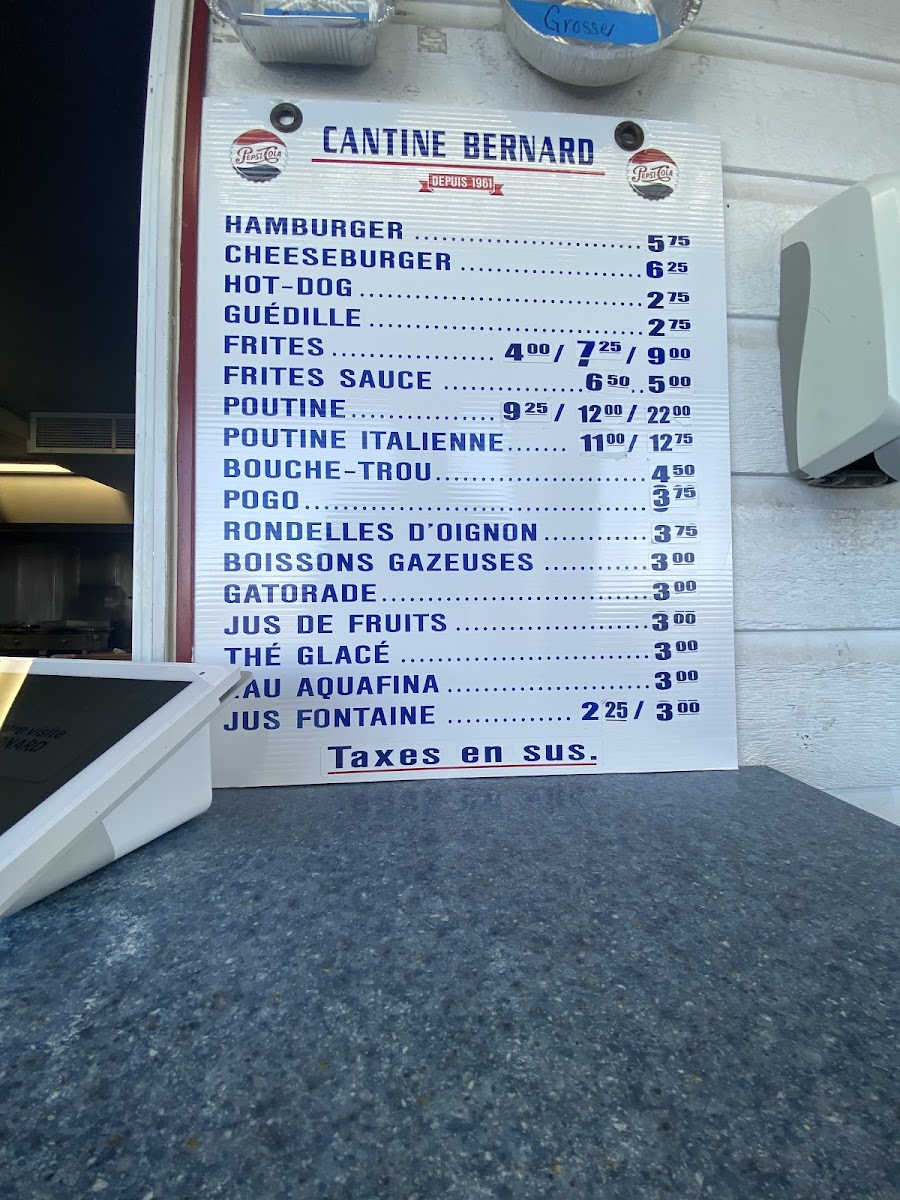 Grosse
PEPSI-COLA
CANTINE BERNARD
PEPSI-COLA
DEPUIS 1961
HAMBURGER ........................ 5 75
CHEESEBURGER ................... 6 25
HOT-DOG ............................. 2 75
GUÉDILLE ............................ 2 75
FRITES ................ 4 00 / 7 25 / 9 00
FRITES SAUCE ............. 6 50 .. 5 00
POUTINE .............. 9 25 / 12 00 / 22 00
POUTINE ITALIENNE ....... 11 00 / 12 75
BOUCHE-TROU ...................... 4 50
POGO .................................. 3 75
RONDELLES D'OIGNON ............ 3 75
BOISSONS GAZEUSES ............ 3 00
GATORADE ........................... 3 00
JUS DE FRUITS ...................... 3 00
THÉ GLACÉ ........................... 3 00
EAU AQUAFINA ...................... 3 00
JUS FONTAINE .............. 2 25 / 3 00
Taxes en sus.
visite